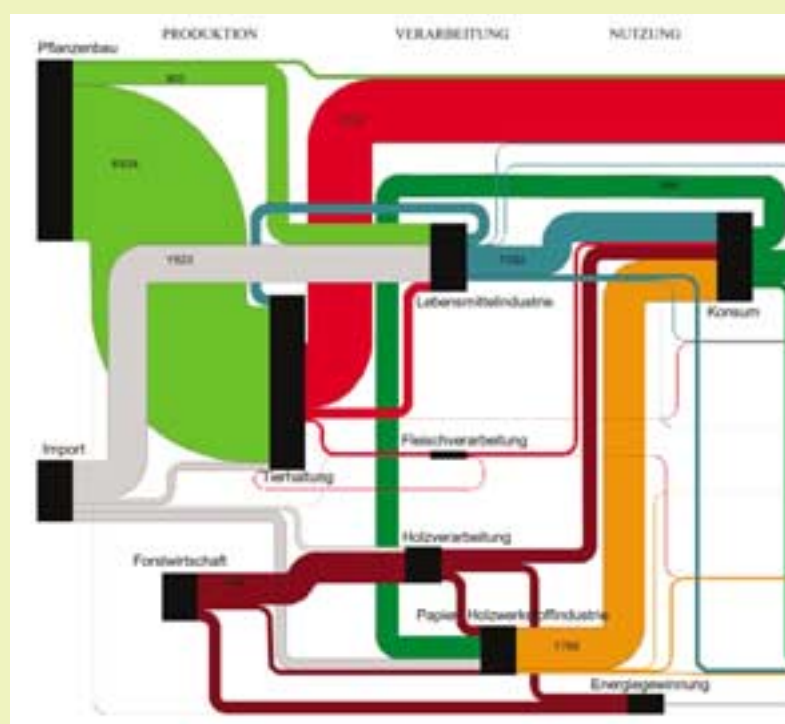 PRODUKTION VERARBEITUNG NUTZUNG
Pflanzenbau
Lebensmittelindustrie
Konsum
Import
Fleischverarbeitung
Tierhaltung
Holzverarbeitung
Forstwirtschaft
Papier Holzwerkstoffindustrie
Energiegewinnung